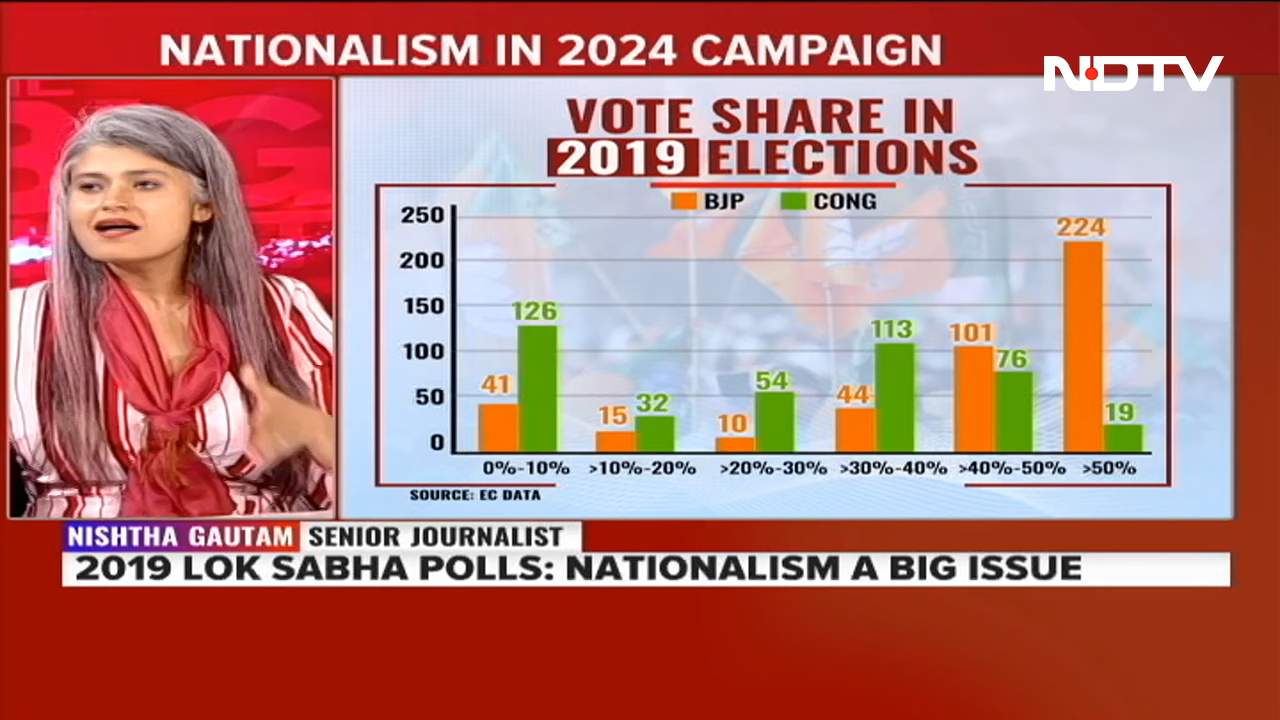 NATIONALISM IN 2024 CAMPAIGN
NDTV
VOTE SHARE IN
2019 ELECTIONS
BJP CONG
250
200
150
100
50
0
41 126
15 32
10 54
44 113
101 76
224 19
0%-10% >10%-20% >20%-30% >30%-40% >40%-50% >50%
SOURCE: EC DATA
NISHTHA GAUTAM SENIOR JOURNALIST
2019 LOK SABHA POLLS: NATIONALISM A BIG ISSUE